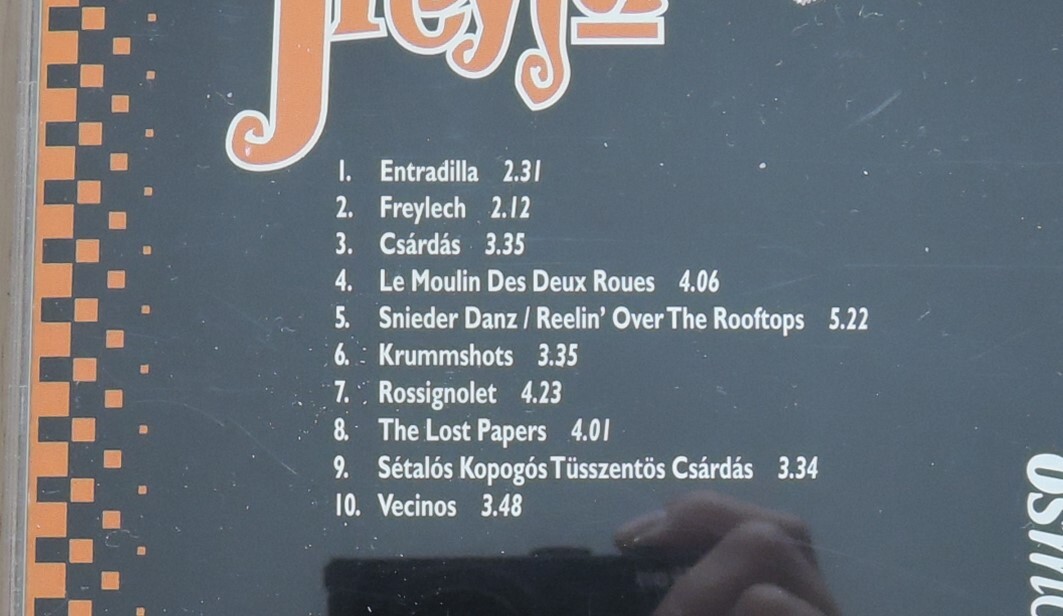 1. Entradilla 2.31
2. Freylech 2.12
3. Csárdás 3.35
4. Le Moulin Des Deux Roues 4.06
5. Snieder Danz / Reelin' Over The Rooftops 5.22
6. Krummshots 3.35
7. Rossignolet 4.23
8. The Lost Papers 4.01
9. Sétalós Kopogós Tüsszentös Csárdás 3.34
10. Vecinos 3.48